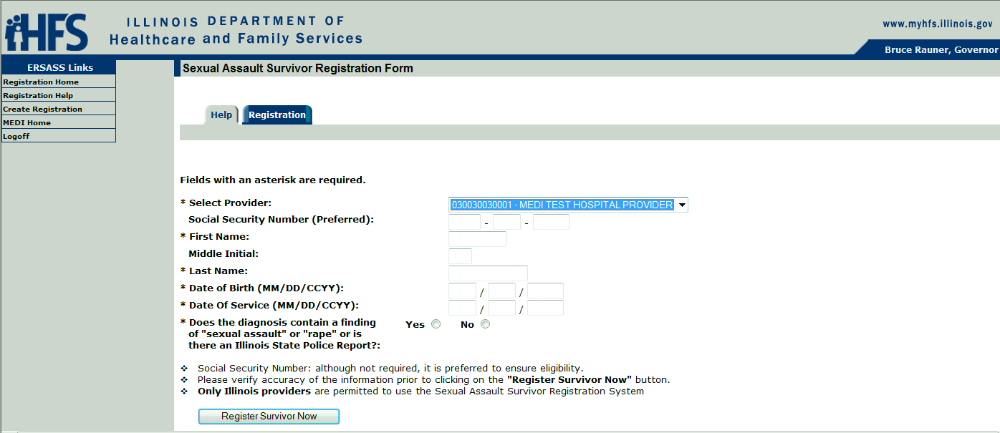 HFS
ILLINOIS DEPARTMENT OF
Healthcare and Family Services
www.myhfs.illinois.gov
Bruce Rauner, Governor
ERSASS Links
Registration Home
Registration Help
Create Registration
MEDI Home
Logoff
Sexual Assault Survivor Registration Form
Help Registration
Fields with an asterisk are required.
* Select Provider: 030030030001 - MEDI TEST HOSPITAL PROVIDER
Social Security Number (Preferred): - -
* First Name:
Middle Initial:
* Last Name:
* Date of Birth (MM/DD/CCYY): / /
* Date Of Service (MM/DD/CCYY): / /
* Does the diagnosis contain a finding Yes No
of "sexual assault" or "rape" or is
there an Illinois State Police Report?:
❖ Social Security Number: although not required, it is preferred to ensure eligibility.
❖ Please verify accuracy of the information prior to clicking on the "Register Survivor Now" button.
❖ Only Illinois providers are permitted to use the Sexual Assault Survivor Registration System
Register Survivor Now